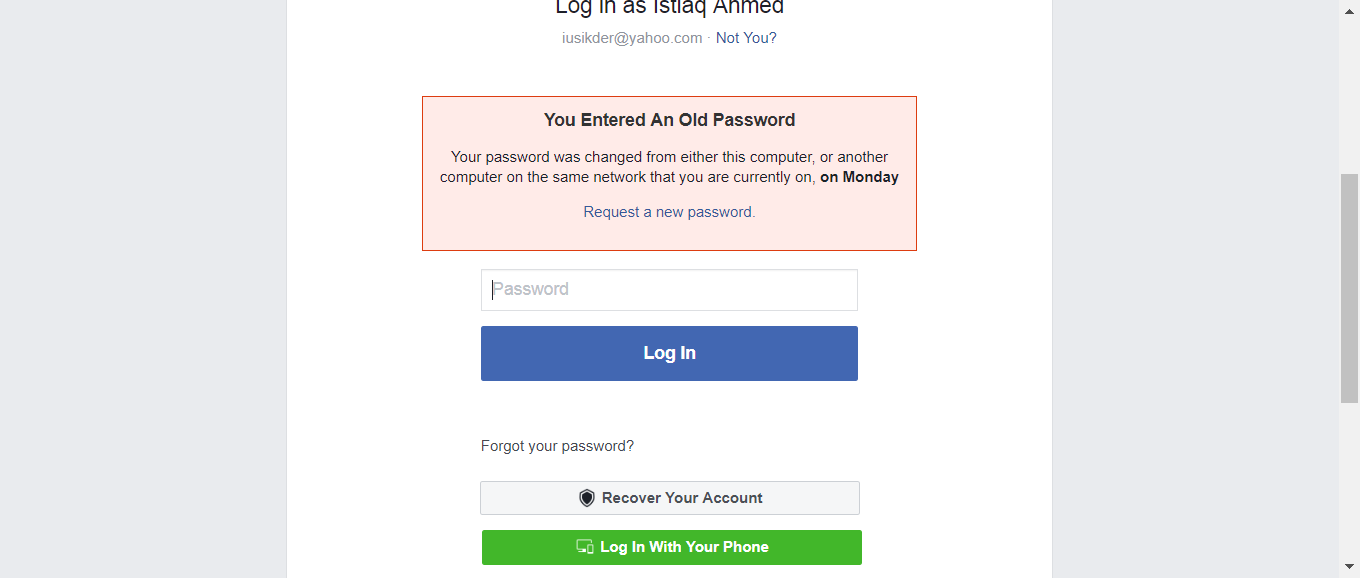 Log In as Istiaq Ahmed
iusikder@yahoo.com · Not You?
You Entered An Old Password
Your password was changed from either this computer, or another
computer on the same network that you are currently on, on Monday
Request a new password.
Password
Log In
Forgot your password?
Recover Your Account
Log In With Your Phone